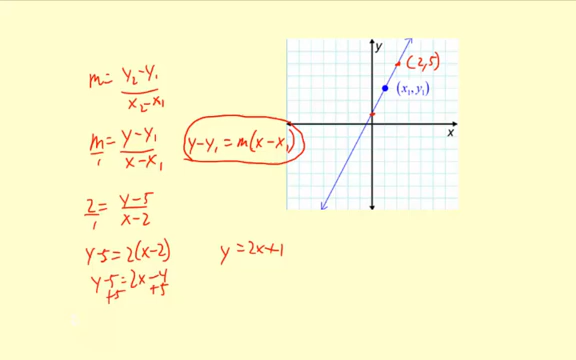 m = y₂-y₁ / x₂-x₁
m/1 = y-y₁ / x-x₁
y-y₁ = m(x-x₁)
2/1 = y-5 / x-2
y-5 = 2(x-2)
y-5 = 2x-4
+5 +5
y = 2x+1
y
(2,5)
(x₁, y₁)
x